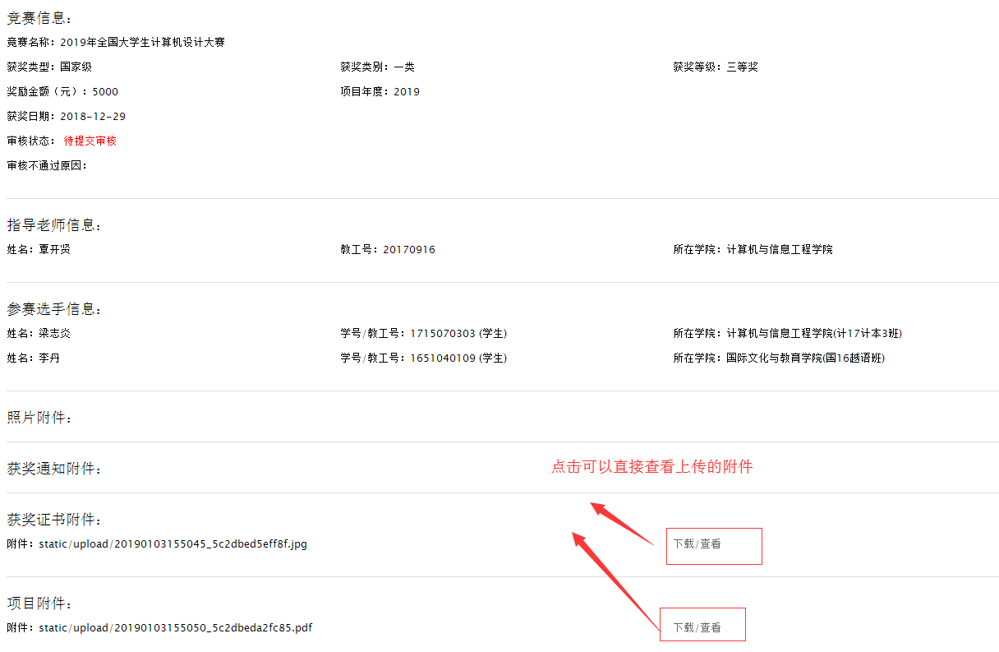 竞赛信息:
竟赛名称: 2019年全国大学生计算机设计大赛
获奖类型: 国家级 获奖类别: 一类 获奖等级: 三等奖
奖励金额（元）: 5000 项目年度: 2019
获奖日期: 2018-12-29
审核状态: 待提交审核
审核不通过原因:
指导老师信息:
姓名: 覃开贤 教工号: 20170916 所在学院: 计算机与信息工程学院
参赛选手信息:
姓名: 梁志炎 学号/教工号: 1715070303 (学生) 所在学院: 计算机与信息工程学院(计17计本3班)
姓名: 李丹 学号/教工号: 1651040109 (学生) 所在学院: 国际文化与教育学院(国16越语班)
照片附件:
获奖通知附件:
点击可以直接查看上传的附件
获奖证书附件:
附件: static/upload/20190103155045_5c2dbed5eff8f.jpg 下载/查看
项目附件:
附件: static/upload/20190103155050_5c2dbeda2fc85.pdf 下载/查看